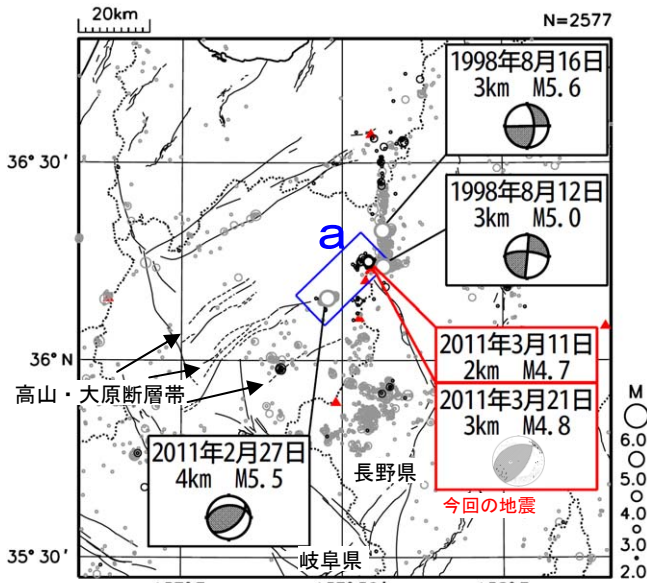 20km
N=2577
1998年8月16日
3km M5.6
36° 30′
1998年8月12日
3km M5.0
a
2011年3月11日
2km M4.7
36° N
高山・大原断層帯
2011年3月21日
3km M4.8
今回の地震
M
6.0
5.0
4.0
3.0
2.0
2011年2月27日
4km M5.5
長野県
岐阜県
35° 30′